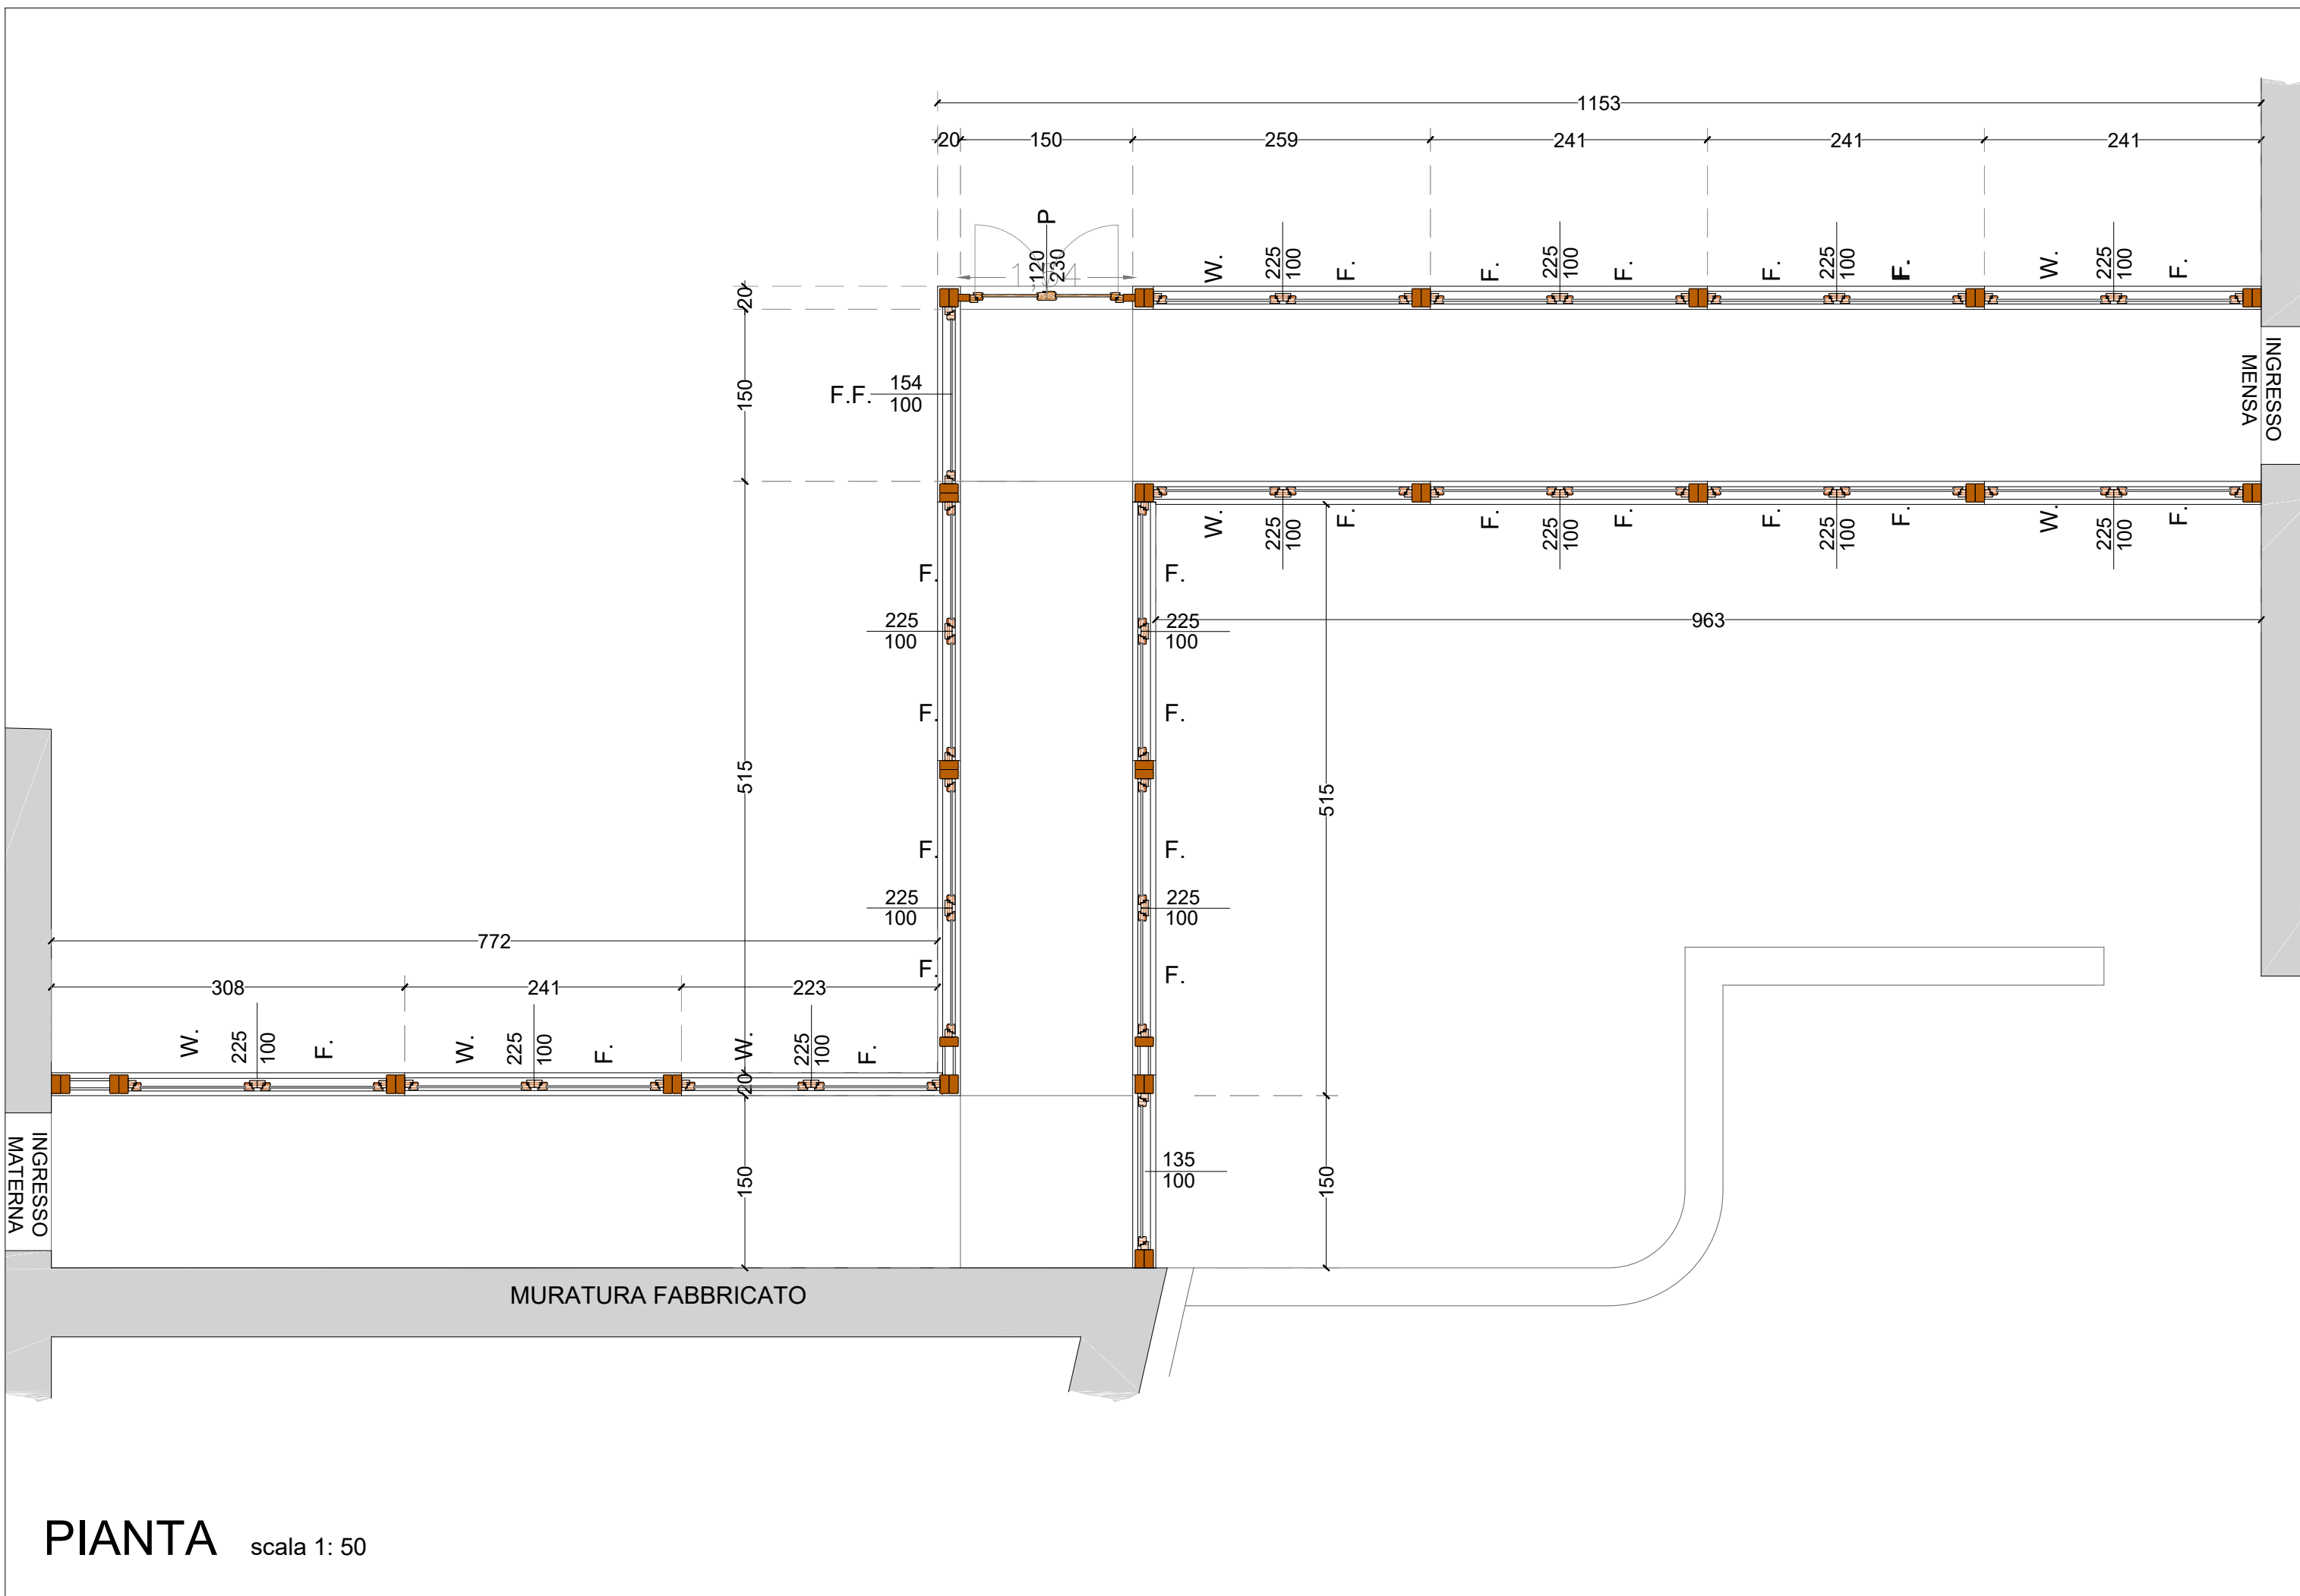 1153
20 150 259 241 241 241
P
120
230
W. 225 100 F.
F. 225 100 F.
F. 225 100 F.
W. 225 100 F.
20
150
F.F. 154
100
INGRESSO
MENSA
W. 225 100 F.
F. 225 100 F.
F. 225 100 F.
W. 225 100 F.
F. F.
225
100
225
100
963
F. F.
515
515
F. F.
225
100
225
100
772
F. F.
308 241 223
W. 225 100 F.
W. 225 100 F.
W. 225 100 F.
20
INGRESSO
MATERNA
150
135
100
150
MURATURA FABBRICATO
PIANTA scala 1: 50